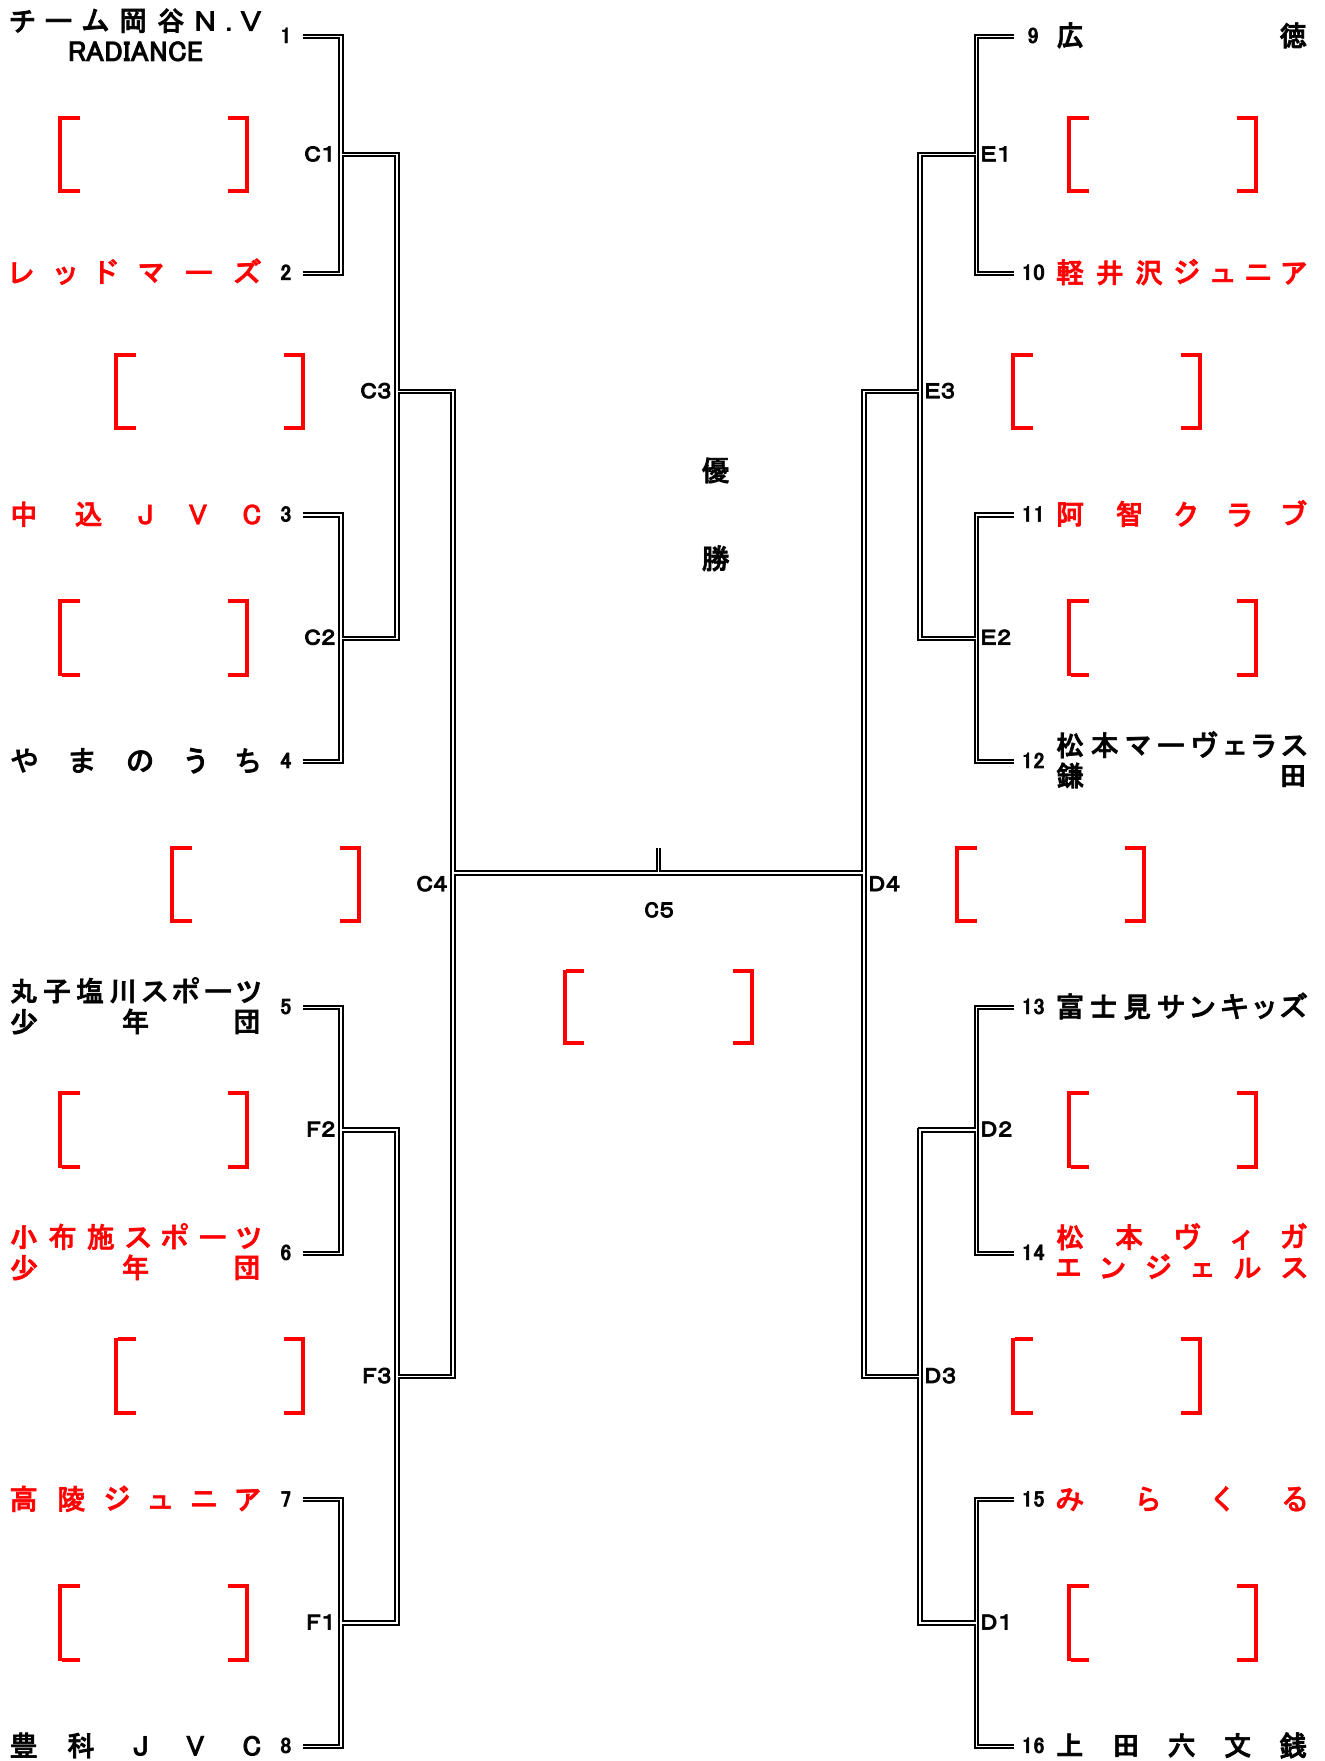 チーム岡谷N.V
RADIANCE
1
C1
レッドマーズ 2
C3
中込JVC 3
C2
やまのうち 4
C4
丸子塩川スポーツ
少年団
5
F2
小布施スポーツ
少年団
6
F3
高陵ジュニア 7
F1
豊科JVC 8
優
勝
C5
9 広徳
E1
10 軽井沢ジュニア
E3
11 阿智クラブ
E2
12
松本マーヴェラス
鎌田
D4
13 富士見サンキッズ
D2
14
松本ヴィガ
エンジェルス
D3
15 みらくる
D1
16 上田六文銭